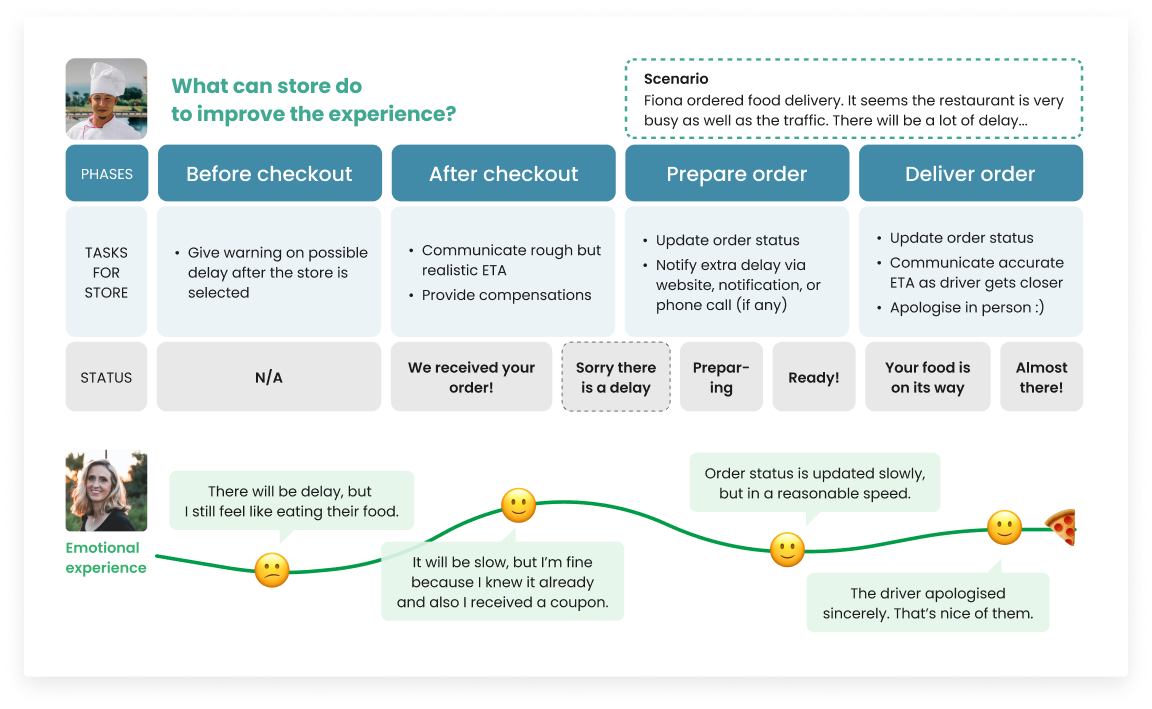 What can store do
to improve the experience?
Scenario
Fiona ordered food delivery. It seems the restaurant is very
busy as well as the traffic. There will be a lot of delay...
PHASES
Before checkout
After checkout
Prepare order
Deliver order
TASKS
FOR
STORE
• Give warning on possible
delay after the store is
selected
• Communicate rough but
realistic ETA
• Provide compensations
• Update order status
• Notify extra delay via
website, notification, or
phone call (if any)
• Update order status
• Communicate accurate
ETA as driver gets closer
• Apologise in person :)
STATUS
N/A
We received your
order!
Sorry there
is a delay
Prepar-
ing
Ready!
Your food is
on its way
Almost
there!
Emotional
experience
There will be delay, but
I still feel like eating their food.
It will be slow, but I'm fine
because I knew it already
and also I received a coupon.
Order status is updated slowly,
but in a reasonable speed.
The driver apologised
sincerely. That's nice of them.